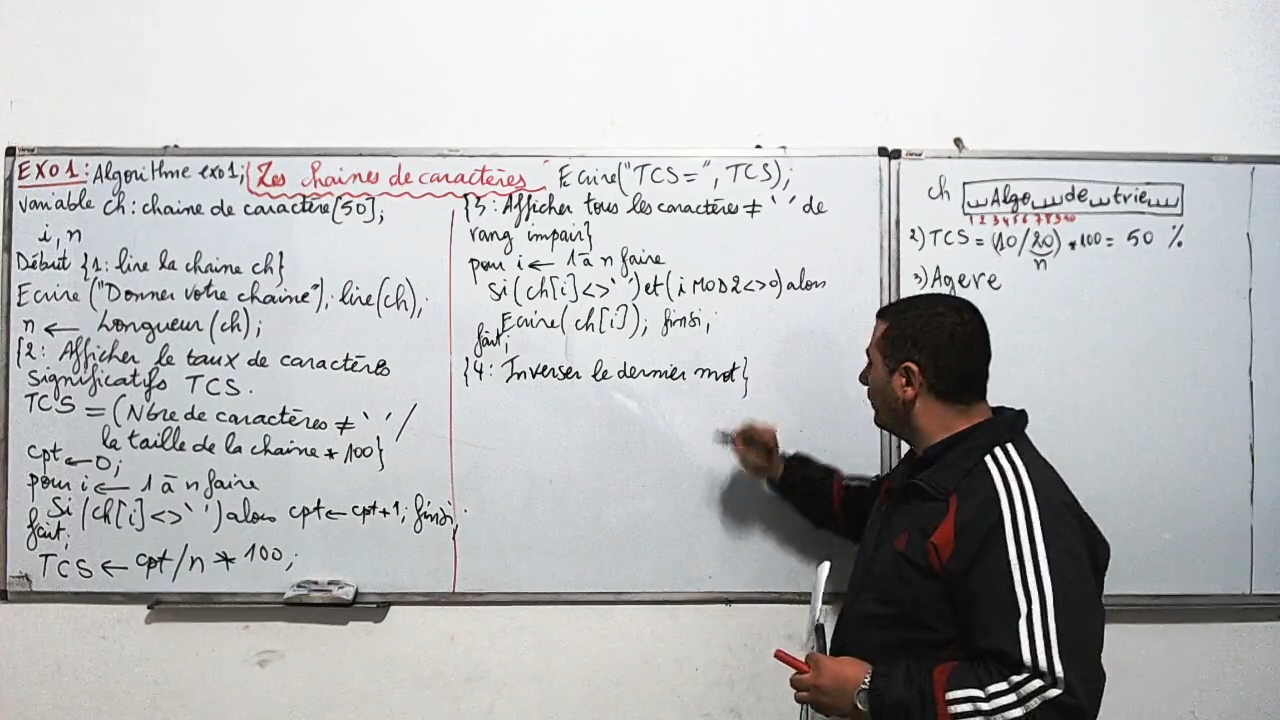 EXO1: Algorithme exo1; Les chaines de caractères
variable ch: chaine de caractère[50];
i,n
Début {1: lire la chaine ch}
Ecrire ("Donner votre chaine"); lire(ch);
n ← Longueur(ch);
{2: Afficher le taux de caractères
significatifs TCS.
TCS = (Nbre de caractères ≠ ' ' /
la taille de la chaine * 100}
cpt ← 0;
pour i ← 1 à n faire
Si (ch[i]<>' ') alors cpt ← cpt+1; finsi;
fait;
TCS ← cpt/n * 100;
Ecrire("TCS=", TCS);
{3: Afficher tous les caractères ≠ ' ' de
rang impair}
pour i ← 1 à n faire
Si (ch[i]<>' ') et (i MOD2<>0) alors
Ecrire(ch[i]); finsi;
fait;
{4: Inverser le dernier mot}
ch Algo de trie
1 2 3 4 5 6 7 8 9 10
2) TCS = (10/20) * 100 = 50 %
n
3) Agere